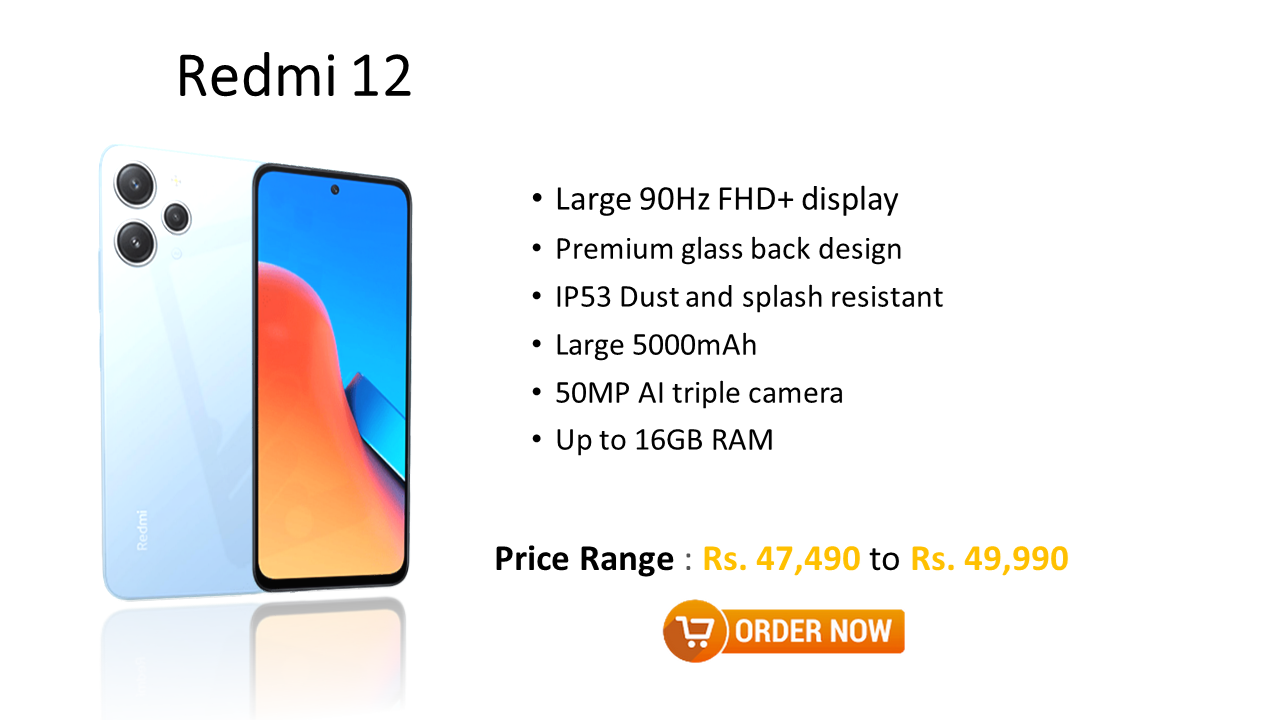 Redmi 12
• Large 90Hz FHD+ display
• Premium glass back design
• IP53 Dust and splash resistant
• Large 5000mAh
• 50MP AI triple camera
• Up to 16GB RAM
Redmi
Price Range : Rs. 47,490 to Rs. 49,990
ORDER NOW